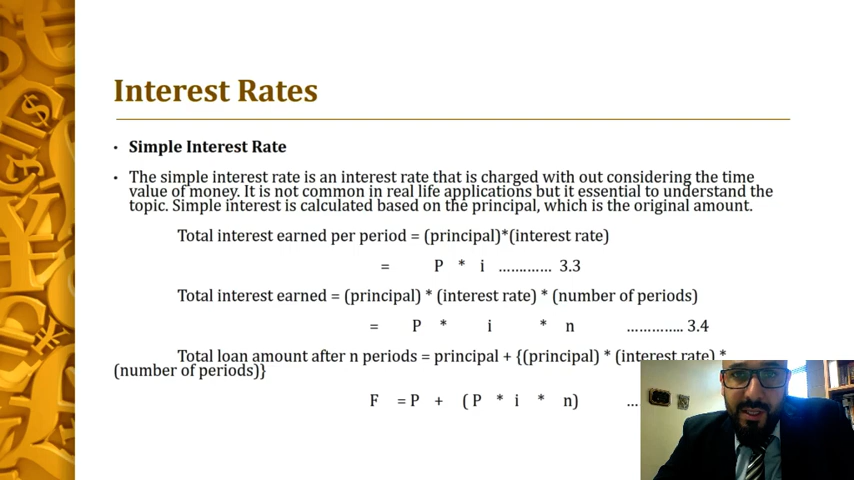 Interest Rates
• Simple Interest Rate
• The simple interest rate is an interest rate that is charged with out considering the time
value of money. It is not common in real life applications but it essential to understand the
topic. Simple interest is calculated based on the principal, which is the original amount.
Total interest earned per period = (principal)*(interest rate)
= P * i ............ 3.3
Total interest earned = (principal) * (interest rate) * (number of periods)
= P * i * n .............. 3.4
Total loan amount after n periods = principal + {(principal) * (interest rate) *
(number of periods)}
F = P + ( P * i * n) ...